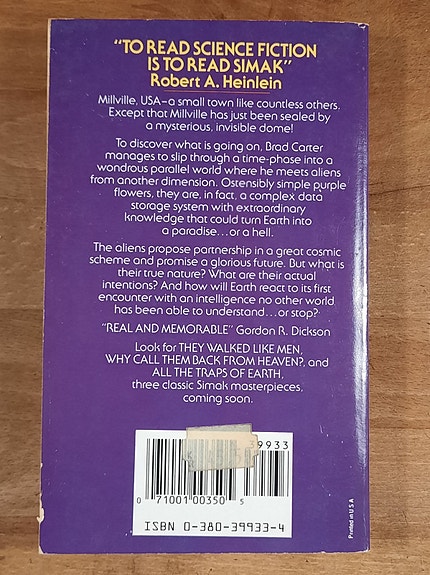 “TO READ SCIENCE FICTION
IS TO READ SIMAK”
Robert A. Heinlein
Millville, USA–a small town like countless others.
Except that Millville has just been sealed by
a mysterious, invisible dome!
To discover what is going on, Brad Carter
manages to slip through a time-phase into a
wondrous parallel world where he meets aliens
from another dimension. Ostensibly simple purple
flowers, they are, in fact, a complex data
storage system with extraordinary
knowledge that could turn Earth into
a paradise...or a hell.
The aliens propose partnership in a great cosmic
scheme and promise a glorious future. But what is
their true nature? What are their actual
intentions? And how will Earth react to its first
encounter with an intelligence no other world
has been able to understand...or stop?
“REAL AND MEMORABLE” Gordon R. Dickson
Look for THEY WALKED LIKE MEN,
WHY CALL THEM BACK FROM HEAVEN?, and
ALL THE TRAPS OF EARTH,
three classic Simak masterpieces,
coming soon.
39933
0 71001 00350 5
ISBN 0-380-39933-4
Printed in U S A